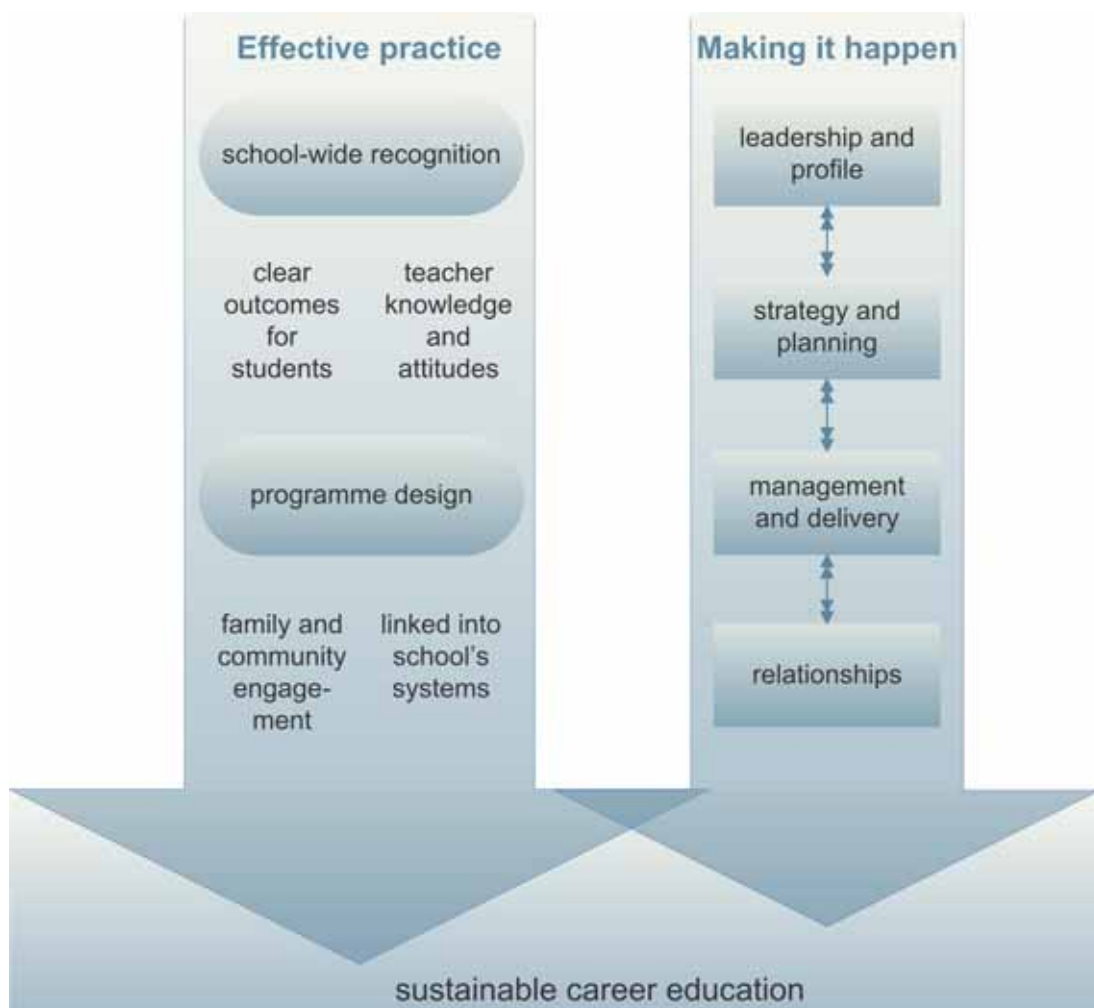 Effective practice
school-wide recognition
clear
outcomes
for
students
teacher
knowledge
and
attitudes
programme design
family and
community
engage-
ment
linked into
school's
systems
Making it happen
leadership and
profile
strategy and
planning
management
and delivery
relationships
sustainable career education